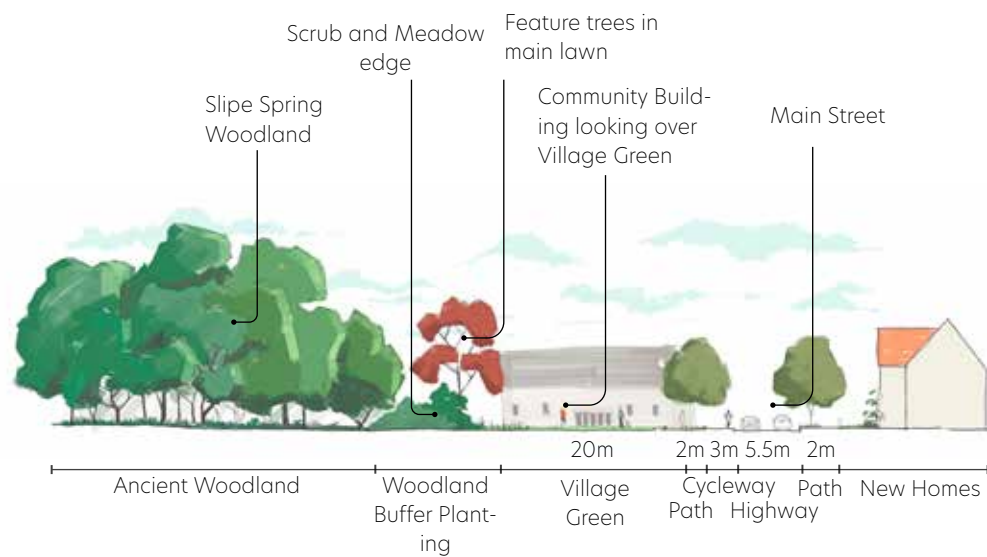 Scrub and Meadow
edge
Feature trees in
main lawn
Slipe Spring
Woodland
Community Build-
ing looking over
Village Green
Main Street
20m
2m
3m
5.5m
2m
Ancient Woodland
Woodland
Buffer Plant-
ing
Village
Green
Path
Cycleway
Highway
Path
New Homes